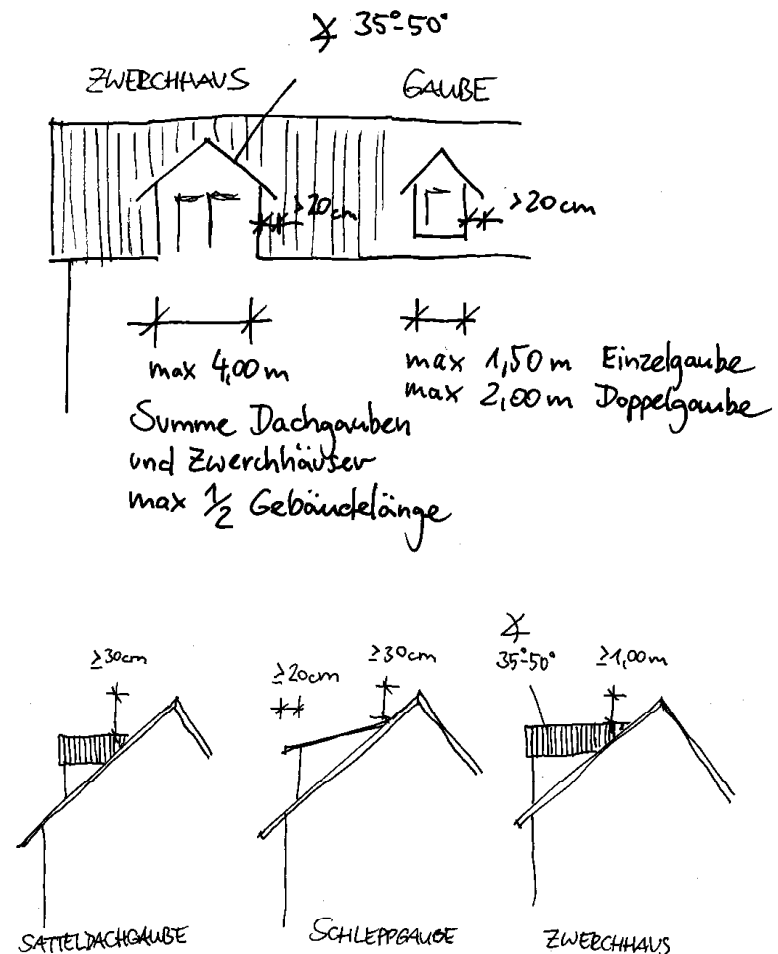 ∡ 35°-50°
ZWERCHHAUS
GAUBE
≥20cm
>20cm
max 4,00 m
max 1,50 m Einzelgaube
max 2,00 m Doppelgaube
Summe Dachgauben
und Zwerchhäuser
max 1/2 Gebäudelänge
≥30cm
≥20cm
≥30cm
∡
35°-50°
≥1,00m
SATTELDACHGAUBE
SCHLEPPGAUBE
ZWERCHHAUS